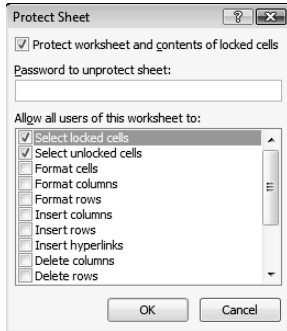 Protect Sheet
Protect worksheet and contents of locked cells
Password to unprotect sheet:
Allow all users of this worksheet to:
Select locked cells
Select unlocked cells
Format cells
Format columns
Format rows
Insert columns
Insert rows
Insert hyperlinks
Delete columns
Delete rows
OK Cancel